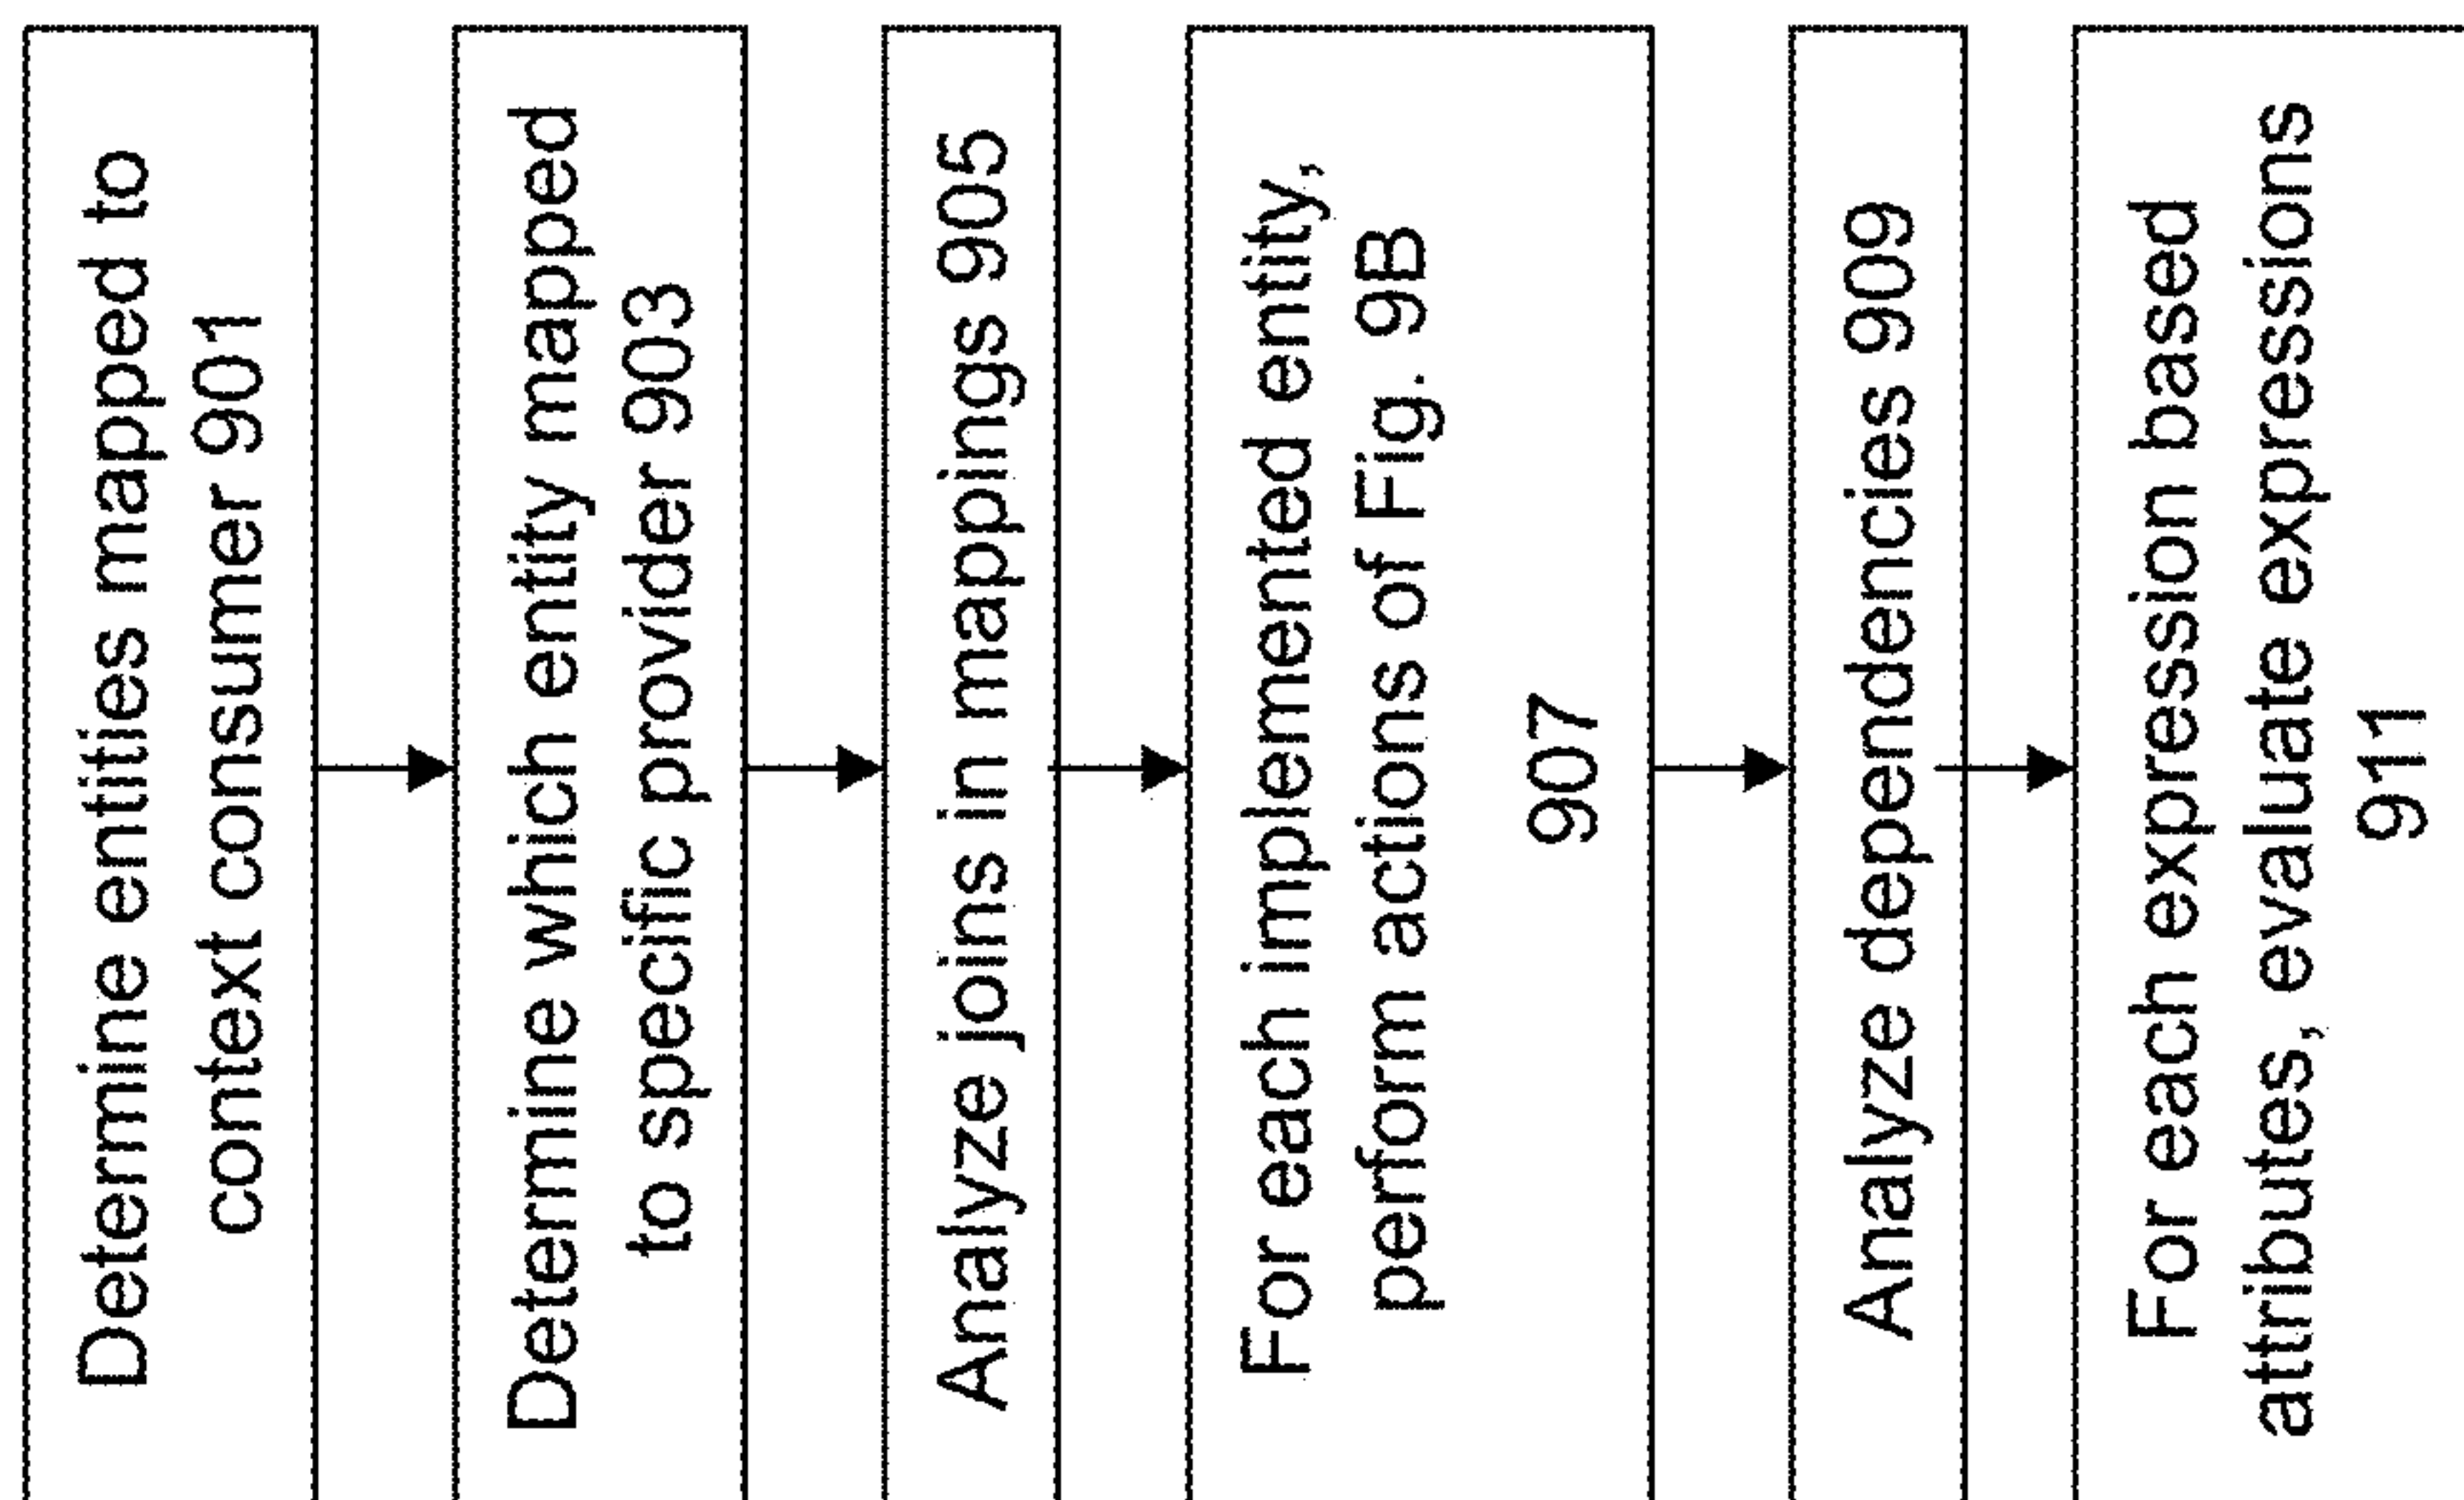 Determine entities mapped to
context consumer 901
Determine which entity mapped
to specific provider 903
Analyze joins in mappings 905
For each implemented entity,
perform actions of Fig. 9B
907
Analyze dependencies 909
For each expression based
attributes, evaluate expressions
911